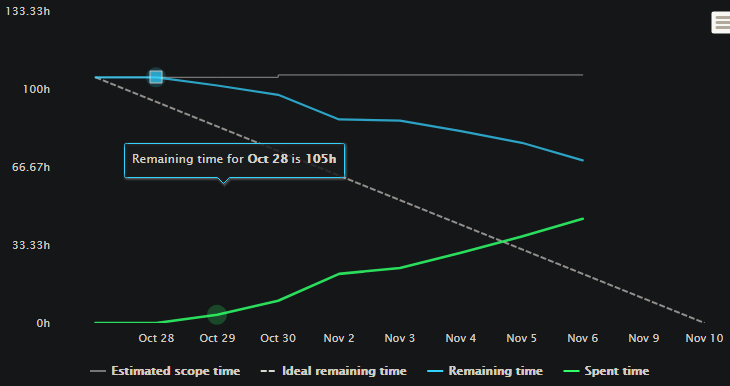 133.33h
100h
66.67h
33.33h
0h
Remaining time for Oct 28 is 105h
Oct 28 Oct 29 Oct 30 Nov 2 Nov 3 Nov 4 Nov 5 Nov 6 Nov 9 Nov 10
Estimated scope time Ideal remaining time Remaining time Spent time